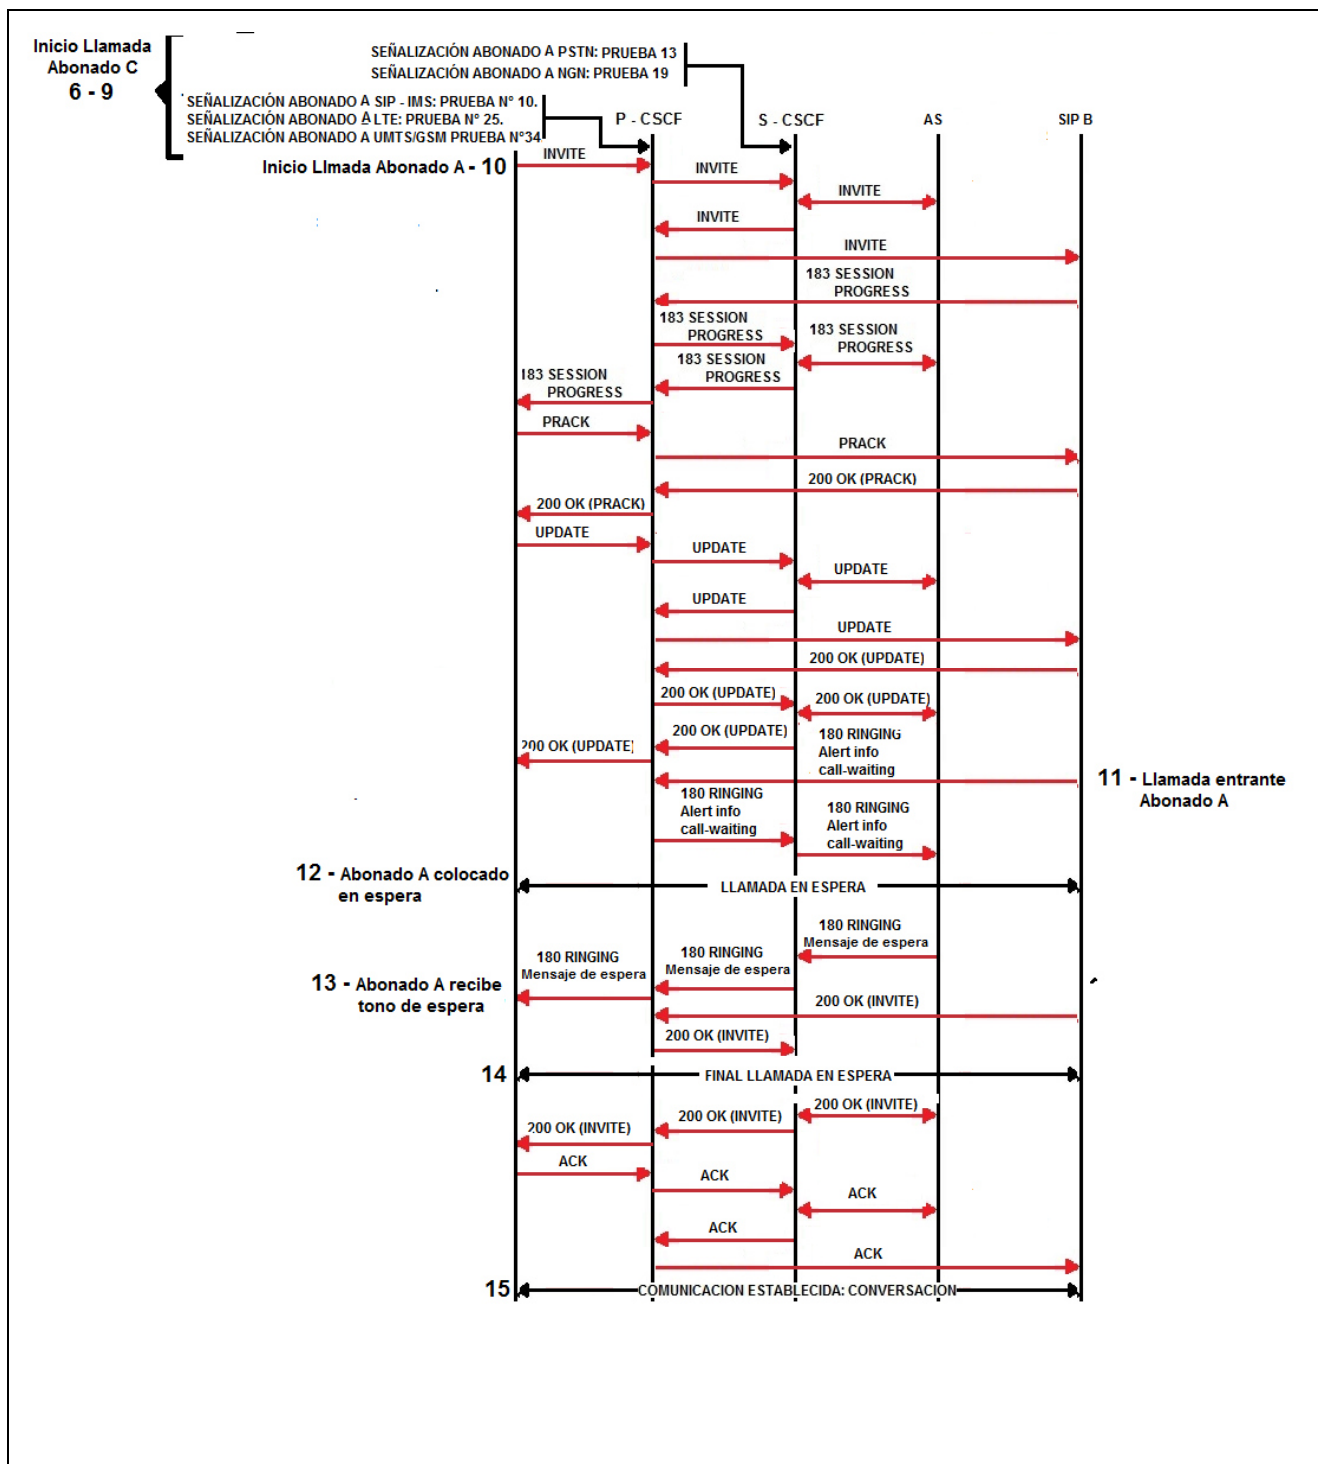 Inicio Llamada
Abonado C
6 - 9
SEÑALIZACIÓN ABONADO A PSTN: PRUEBA 13
SEÑALIZACIÓN ABONADO A NGN: PRUEBA 19
SEÑALIZACIÓN ABONADO A SIP - IMS: PRUEBA N° 10.
SEÑALIZACIÓN ABONADO A LTE: PRUEBA N° 25.
SEÑALIZACIÓN ABONADO A UMTS/GSM PRUEBA N°34
P - CSCF
S - CSCF
AS
SIP B
Inicio Llmada Abonado A - 10
INVITE
INVITE
INVITE
INVITE
INVITE
183 SESSION
PROGRESS
183 SESSION
PROGRESS
183 SESSION
PROGRESS
183 SESSION
PROGRESS
183 SESSION
PROGRESS
PRACK
PRACK
200 OK (PRACK)
200 OK (PRACK)
UPDATE
UPDATE
UPDATE
UPDATE
UPDATE
200 OK (UPDATE)
200 OK (UPDATE)
200 OK (UPDATE)
200 OK (UPDATE)
200 OK (UPDATE)
180 RINGING
Alert info
call-waiting
11 - Llamada entrante
Abonado A
180 RINGING
Alert info
call-waiting
180 RINGING
Alert info
call-waiting
12 - Abonado A colocado
en espera
LLAMADA EN ESPERA
180 RINGING
Mensaje de espera
180 RINGING
Mensaje de espera
180 RINGING
Mensaje de espera
13 - Abonado A recibe
tono de espera
200 OK (INVITE)
200 OK (INVITE)
14
FINAL LLAMADA EN ESPERA
200 OK (INVITE)
200 OK (INVITE)
200 OK (INVITE)
ACK
ACK
ACK
ACK
ACK
15
COMUNICACION ESTABLECIDA: CONVERSACION